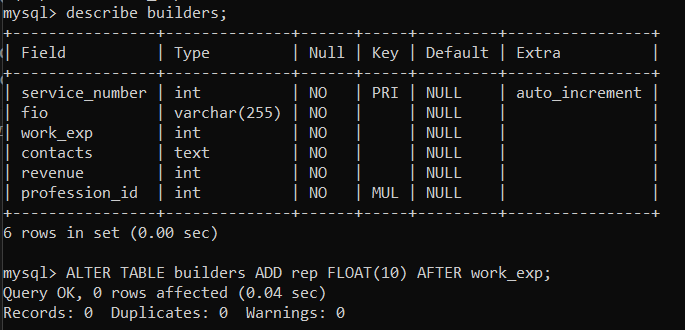 mysql> describe builders;
+----------------+--------------+------+-----+---------+----------------+
| Field          | Type         | Null | Key | Default | Extra          |
+----------------+--------------+------+-----+---------+----------------+
| service_number | int          | NO   | PRI | NULL    | auto_increment |
| fio            | varchar(255) | NO   |     | NULL    |                |
| work_exp       | int          | NO   |     | NULL    |                |
| contacts       | text         | NO   |     | NULL    |                |
| revenue        | int          | NO   |     | NULL    |                |
| profession_id  | int          | NO   | MUL | NULL    |                |
+----------------+--------------+------+-----+---------+----------------+
6 rows in set (0.00 sec)
mysql> ALTER TABLE builders ADD rep FLOAT(10) AFTER work_exp;
Query OK, 0 rows affected (0.04 sec)
Records: 0  Duplicates: 0  Warnings: 0